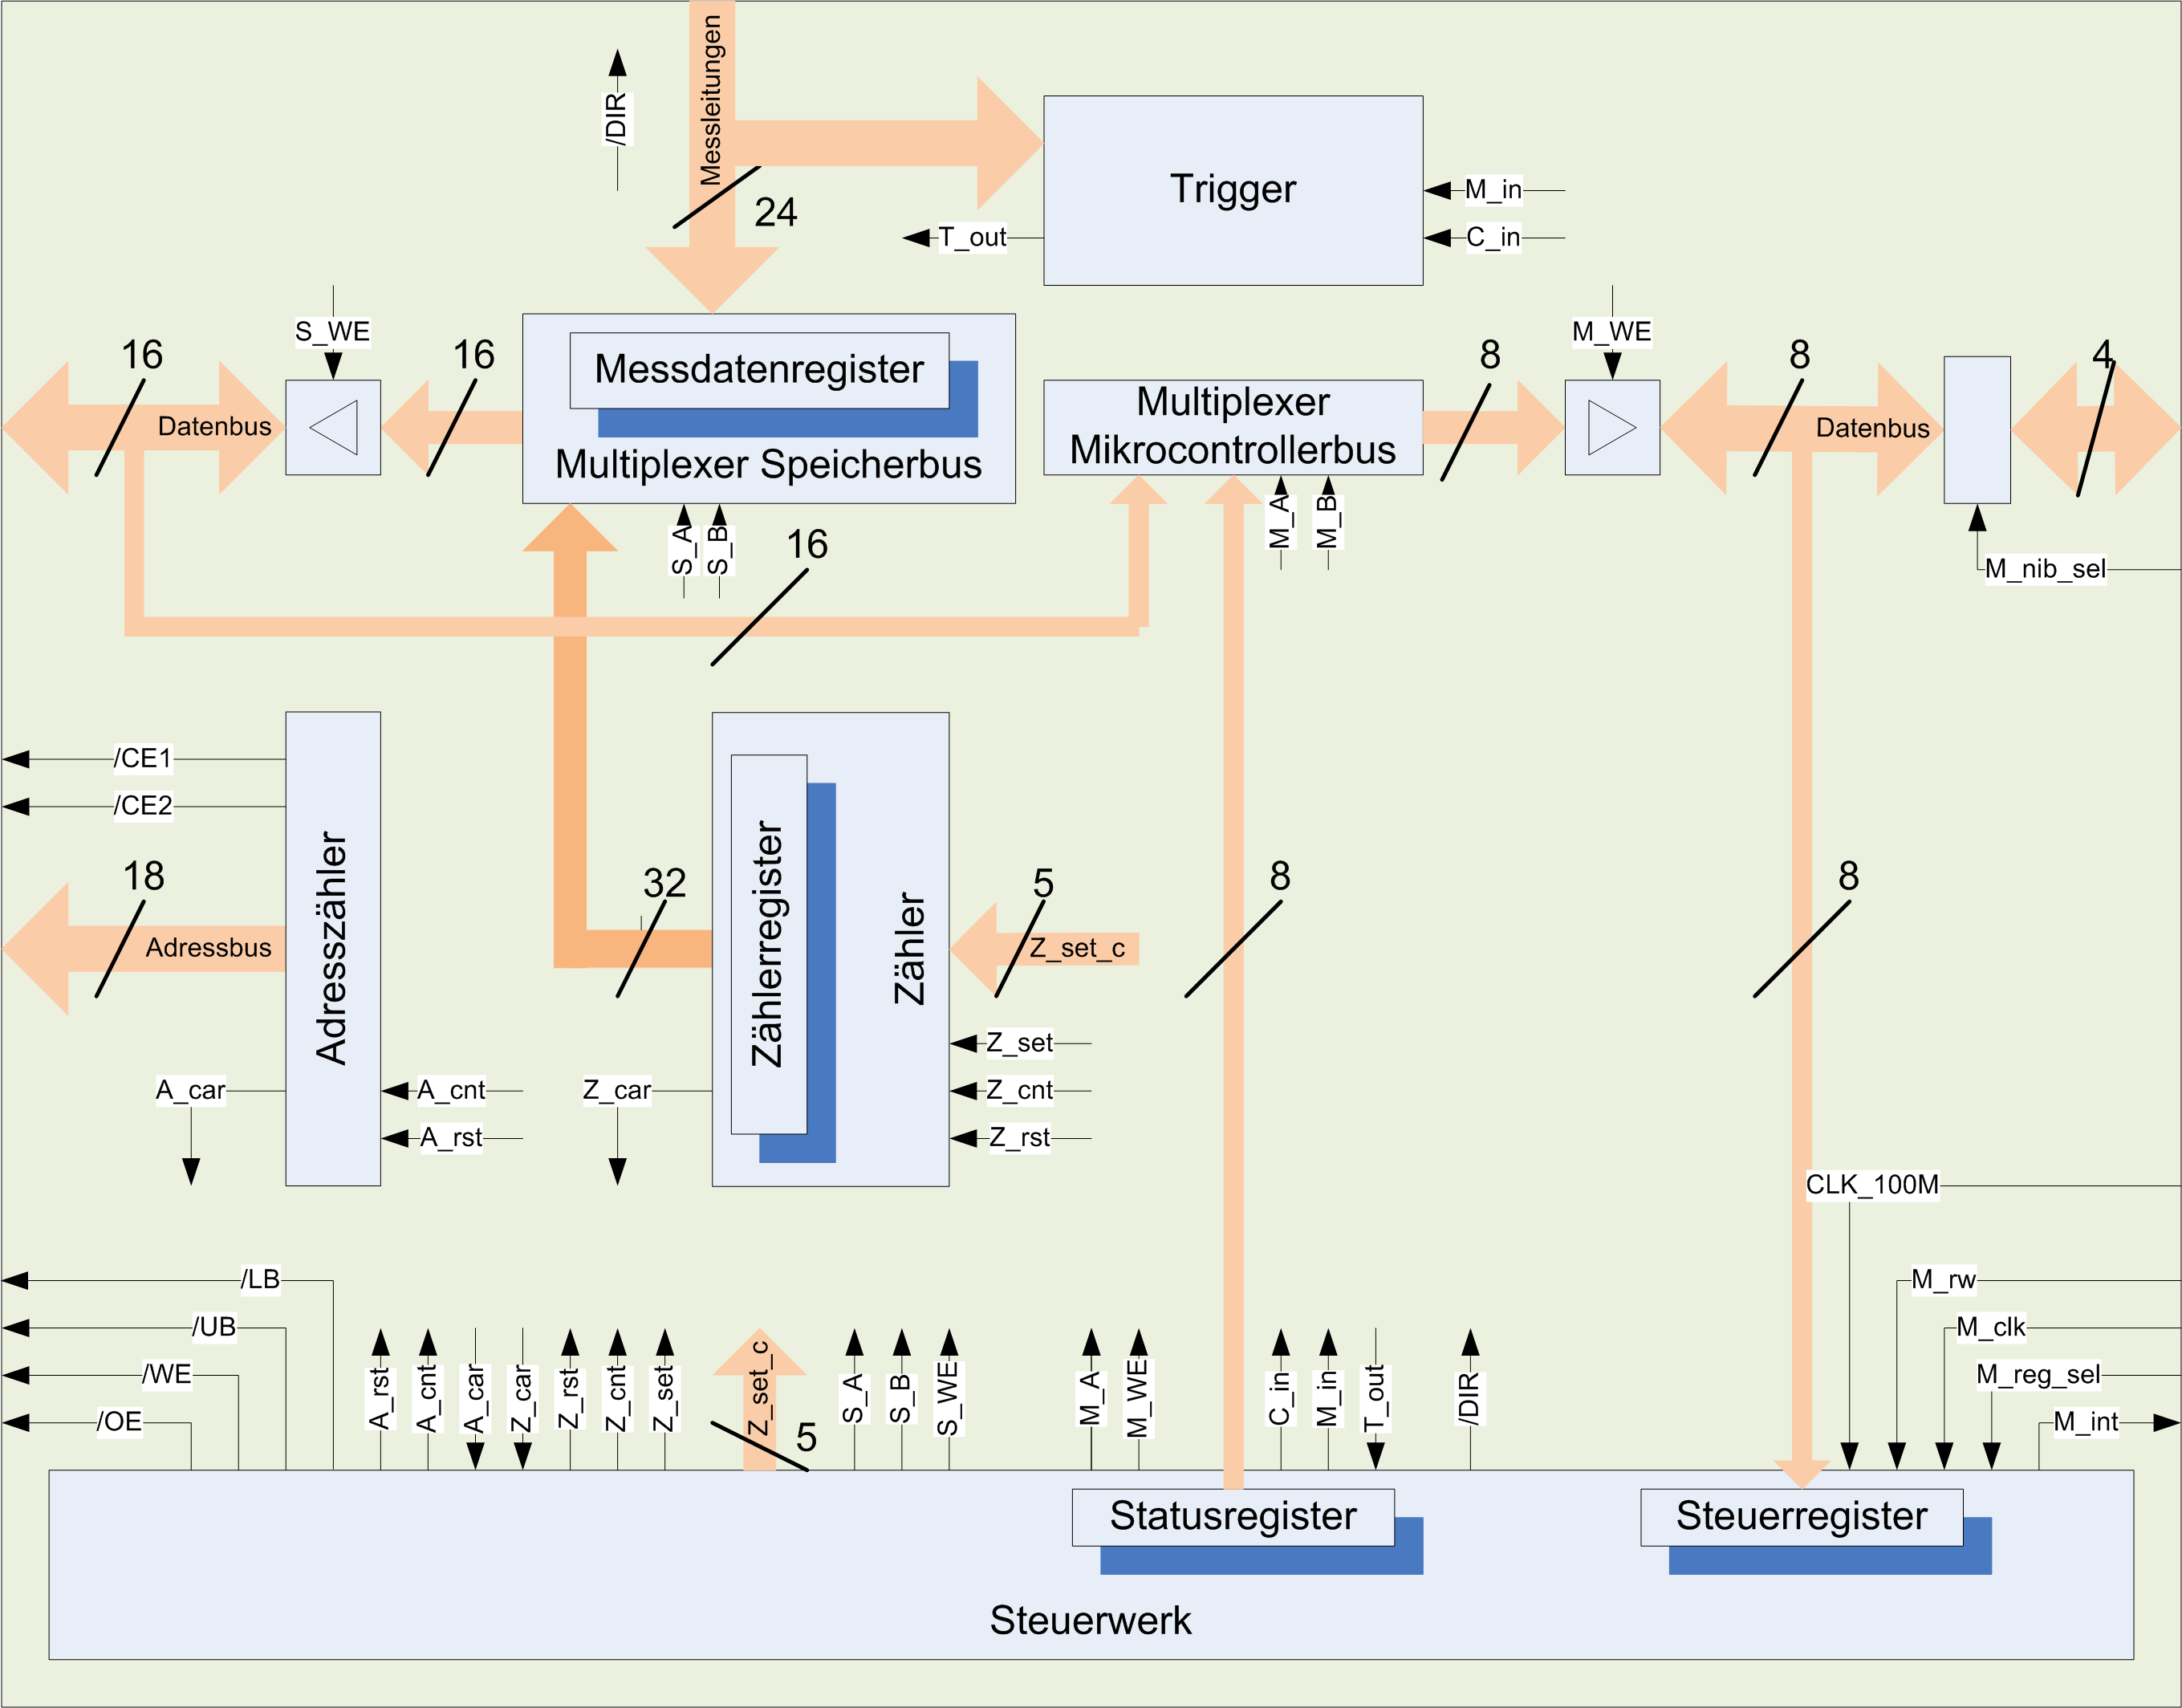 Messleitungen
/DIR
24
Trigger
M_in
C_in
T_out
S_WE
M_WE
16
16
8
8
4
Datenbus
Messdatenregister
Multiplexer Speicherbus
Multiplexer
Mikrocontrollerbus
Datenbus
S_A
S_B
M_A
M_B
M_nib_sel
16
/CE1
/CE2
18
Adressbus
Adresszähler
32
Zählerregister
Zähler
5
Z_set_c
8
8
Z_set
A_car
A_cnt
Z_car
Z_cnt
A_rst
Z_rst
CLK_100M
/LB
M_rw
/UB
M_clk
/WE
M_reg_sel
/OE
M_int
A_rst
A_cnt
A_car
Z_car
Z_rst
Z_cnt
Z_set
Z_set_c
5
S_A
S_B
S_WE
M_A
M_WE
C_in
M_in
T_out
/DIR
Statusregister
Steuerregister
Steuerwerk